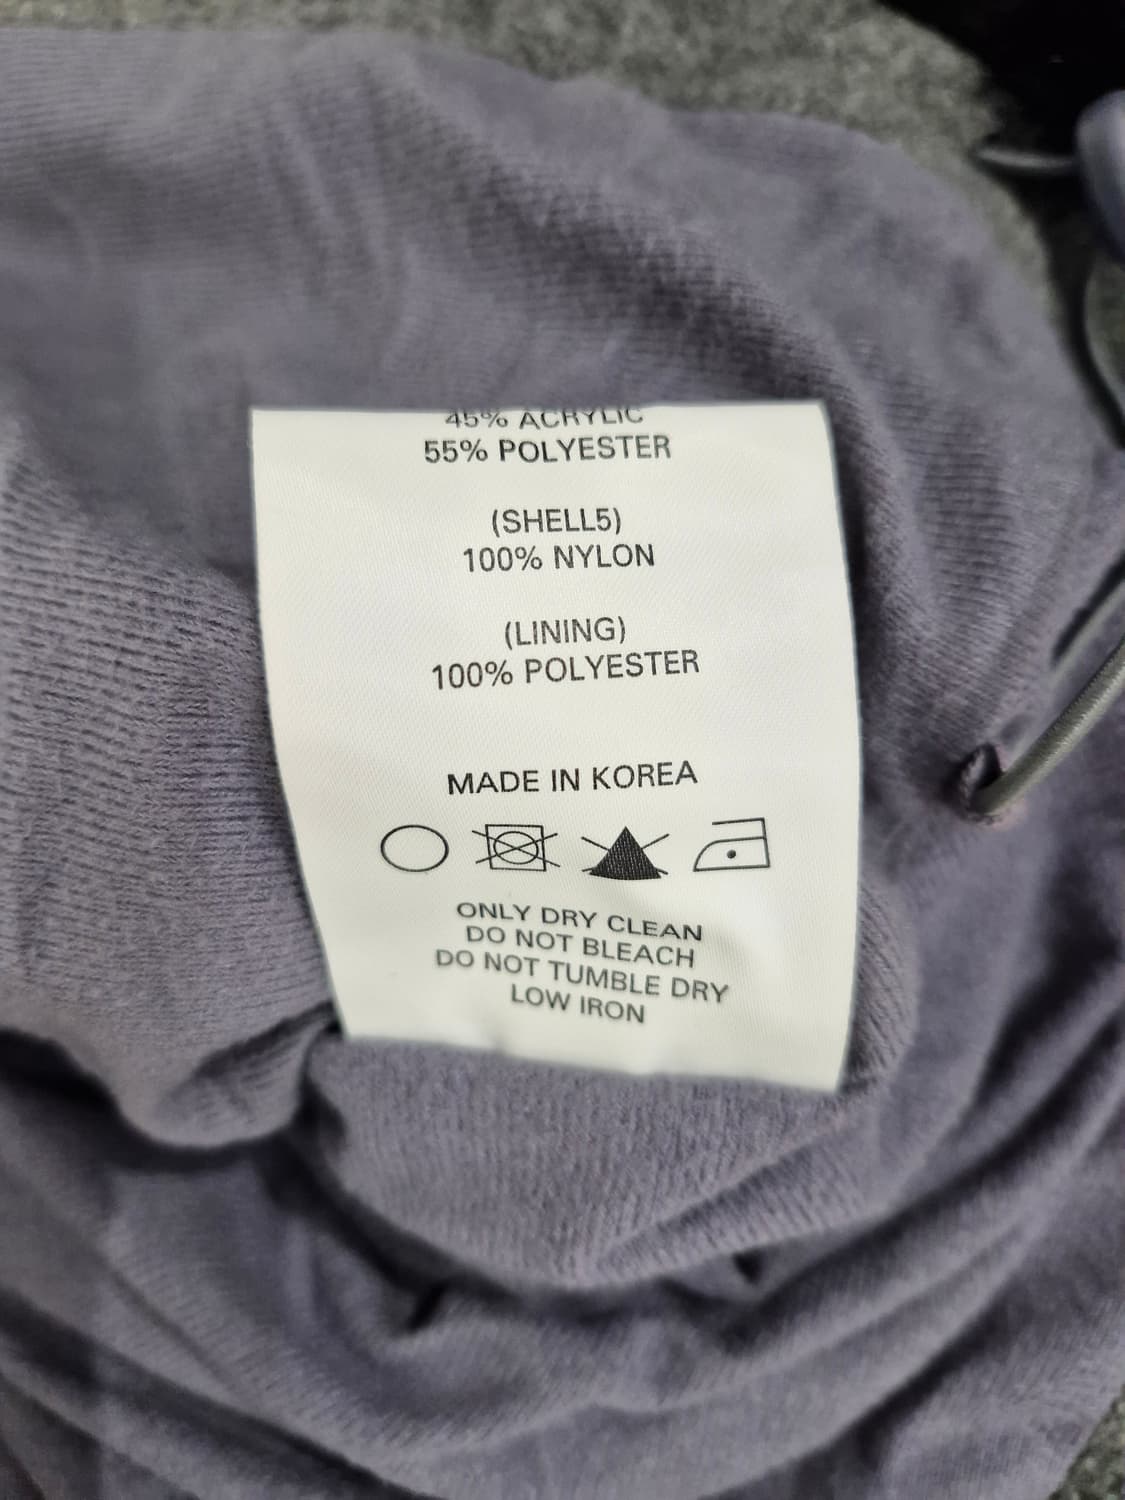 45% ACRYLIC
55% POLYESTER
(SHELL5)
100% NYLON
(LINING)
100% POLYESTER
MADE IN KOREA
ONLY DRY CLEAN
DO NOT BLEACH
DO NOT TUMBLE DRY
LOW IRON